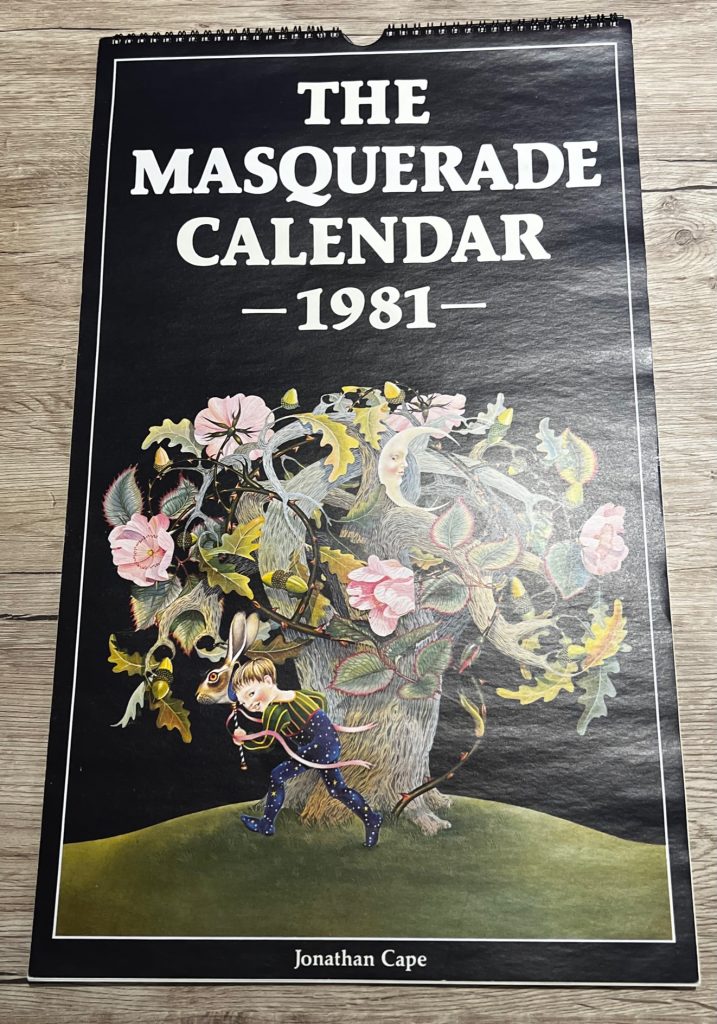 THE
MASQUERADE
CALENDAR
—1981—
Jonathan Cape